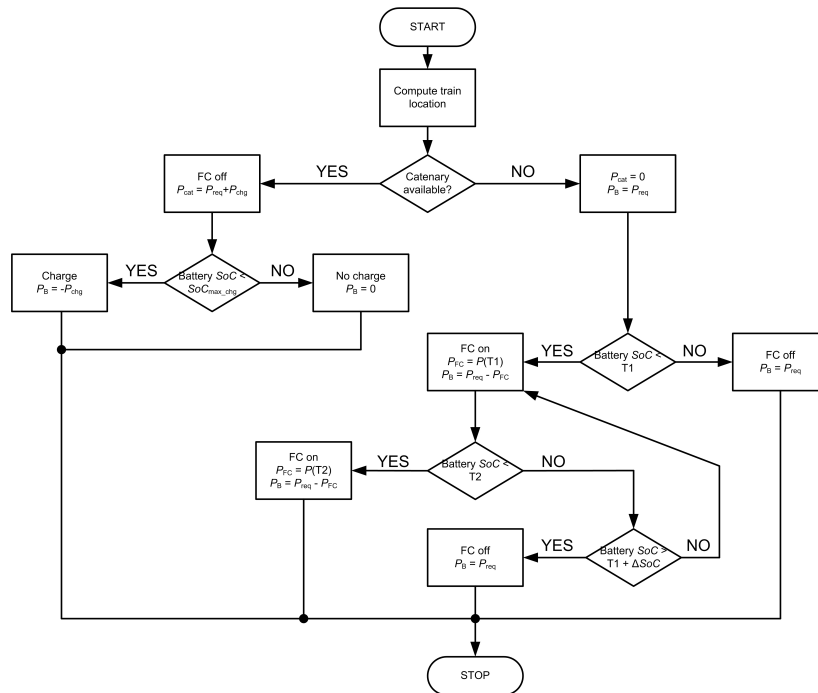 START
Compute train
location
Catenary
available?
YES
NO
FC off
P_cat = P_req+P_chg
P_cat = 0
P_B = P_req
Battery SoC <
SoC_max_chg
YES
NO
Charge
P_B = -P_chg
No charge
P_B = 0
Battery SoC <
T1
YES
NO
FC on
P_FC = P(T1)
P_B = P_req - P_FC
FC off
P_B = P_req
Battery SoC <
T2
YES
NO
FC on
P_FC = P(T2)
P_B = P_req - P_FC
Battery SoC >
T1 + ΔSoC
YES
NO
FC off
P_B = P_req
STOP